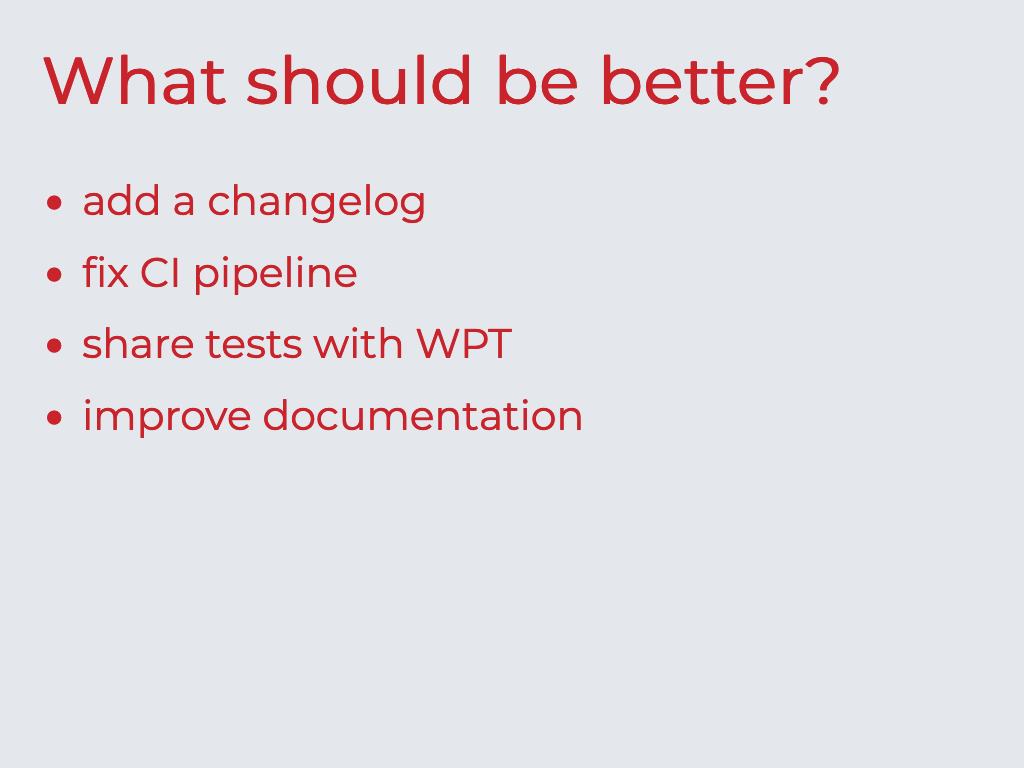 What should be better?
• add a changelog
• fix CI pipeline
• share tests with WPT
• improve documentation